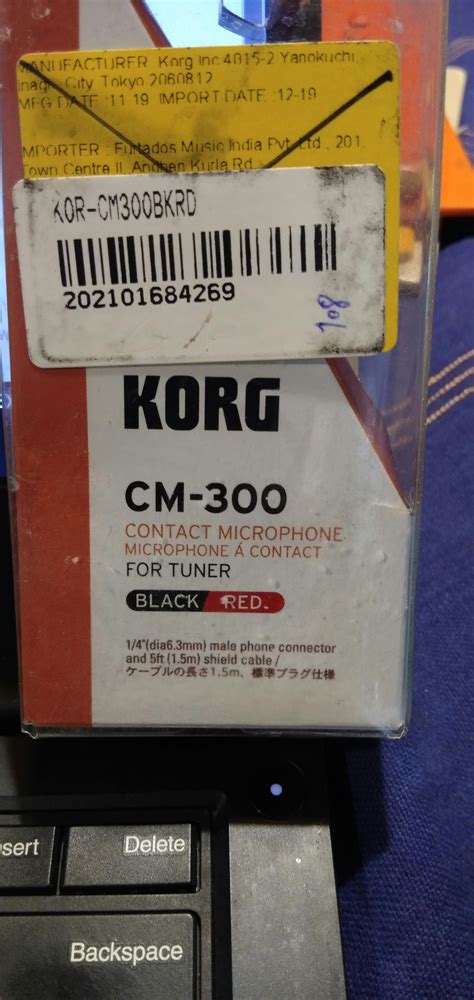 MANUFACTURER Korg Inc 4015-2 Yanokuchi,
Inagi City, Tokyo 2060812
MFG DATE :11-19 IMPORT DATE :12-19
IMPORTER : Furtados Music India Pvt. Ltd., 201,
Town Centre II, Andheri Kurla Rd.
KOR-CM300BKRD
202101684269
108
KORG
CM-300
CONTACT MICROPHONE
MICROPHONE Á CONTACT
FOR TUNER
BLACK/RED
1/4"(dia6.3mm) male phone connector
and 5ft (1.5m) shield cable /
ケーブルの長さ1.5m、標準プラグ仕様
sert
Delete
Backspace